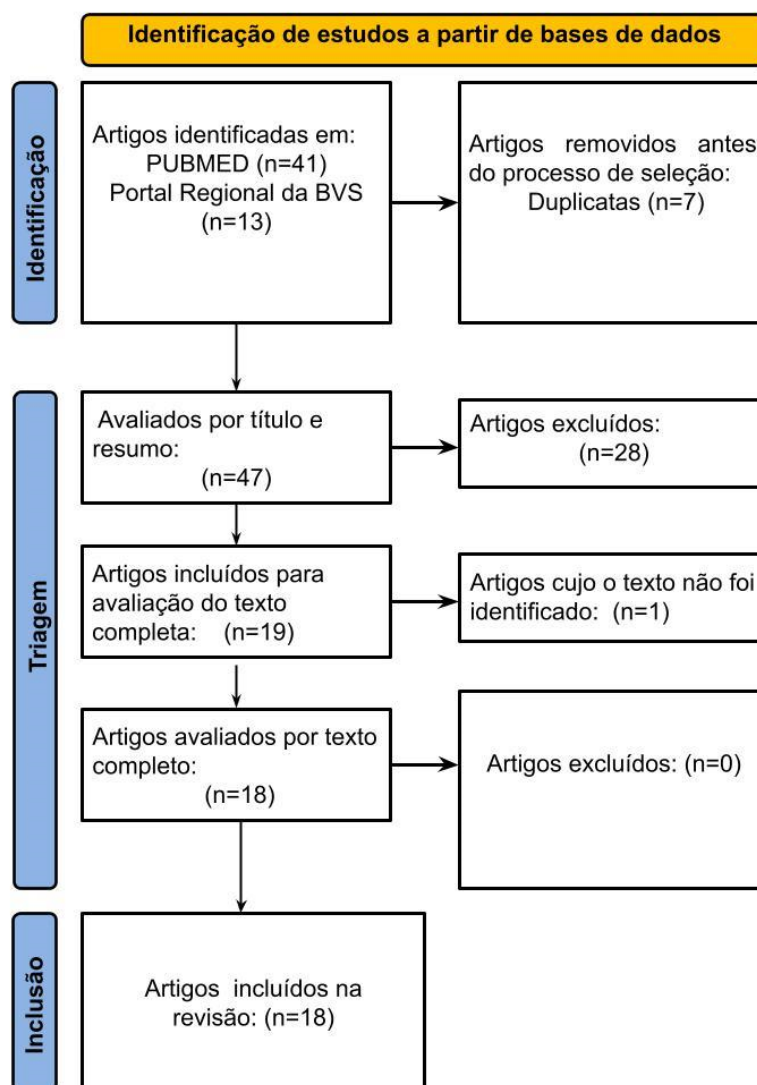 Identificação de estudos a partir de bases de dados
Identificação
Artigos identificadas em:
PUBMED (n=41)
Portal Regional da BVS
(n=13)
Artigos removidos antes
do processo de seleção:
Duplicatas (n=7)
Triagem
Avaliados por título e
resumo:
(n=47)
Artigos excluídos:
(n=28)
Artigos incluídos para
avaliação do texto
completa: (n=19)
Artigos cujo o texto não foi
identificado: (n=1)
Artigos avaliados por texto
completo:
(n=18)
Artigos excluídos: (n=0)
Inclusão
Artigos incluídos na
revisão: (n=18)